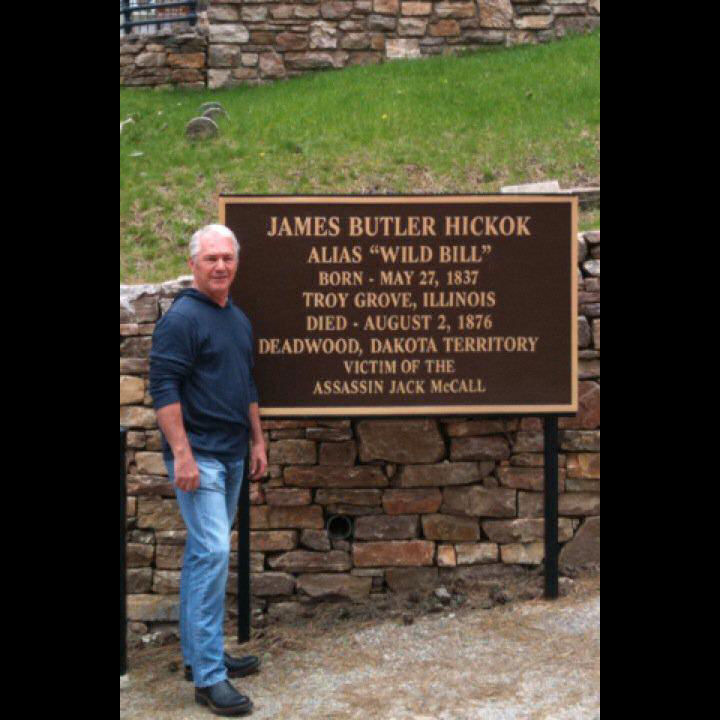 JAMES BUTLER HICKOK
ALIAS “WILD BILL”
BORN - MAY 27, 1837
TROY GROVE, ILLINOIS
DIED - AUGUST 2, 1876
DEADWOOD, DAKOTA TERRITORY
VICTIM OF THE
ASSASSIN JACK McCALL